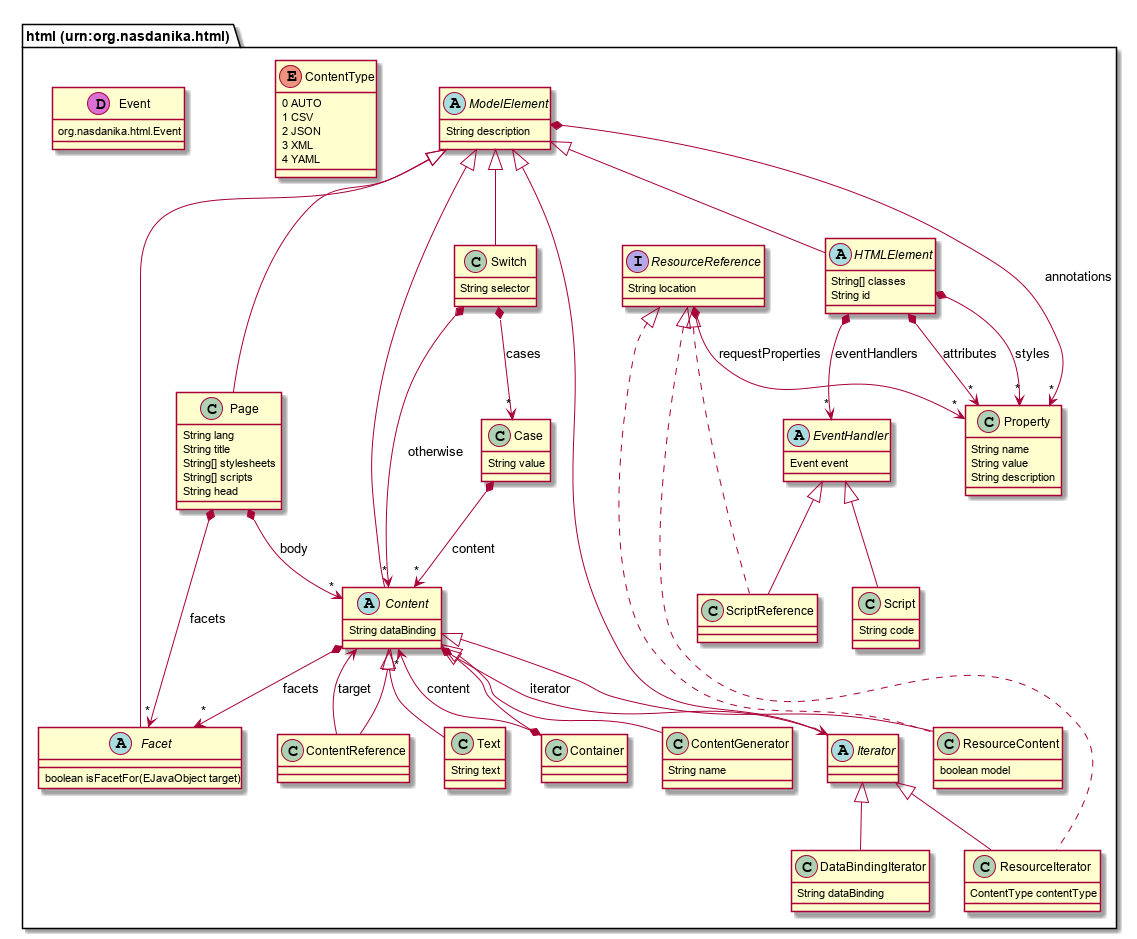 html (urn:org.nasdanika.html)
D Event
org.nasdanika.html.Event
E ContentType
0 AUTO
1 CSV
2 JSON
3 XML
4 YAML
A ModelElement
String description
C Switch
String selector
I ResourceReference
String location
A HTMLElement
String[] classes
String id
annotations
cases
requestProperties
eventHandlers
attributes
styles
*
*
*
*
*
*
C Page
String lang
String title
String[] stylesheets
String[] scripts
String head
otherwise
C Case
String value
A EventHandler
Event event
C Property
String name
value
String value
String description
body
content
*
*
*
A Content
String dataBinding
C ScriptReference
C Script
String code
facets
*
facets
target
content
iterator
*
*
A Facet
boolean isFacetFor(EJavaObject target)
C ContentReference
C Text
String text
C Container
C ContentGenerator
String name
A Iterator
C ResourceContent
boolean model
C DataBindingIterator
String dataBinding
C ResourceIterator
ContentType contentType